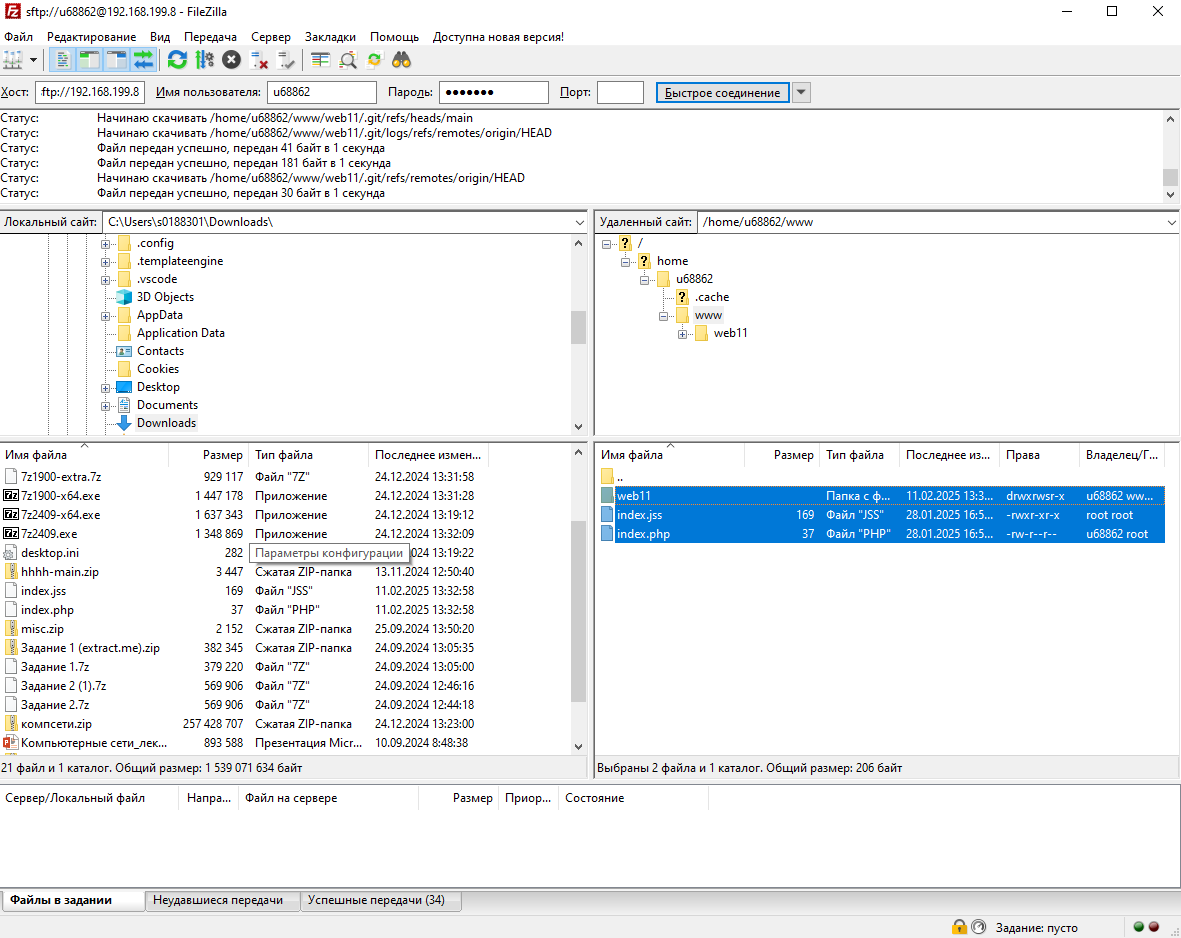 sftp://u68862@192.168.199.8 - FileZilla
Файл Редактирование Вид Передача Сервер Закладки Помощь Доступна новая версия!
Хост: ftp://192.168.199.8 Имя пользователя: u68862 Пароль: ●●●●●●● Порт: Быстрое соединение
Статус: Начинаю скачивать /home/u68862/www/web11/.git/refs/heads/main
Статус: Начинаю скачивать /home/u68862/www/web11/.git/logs/refs/remotes/origin/HEAD
Статус: Файл передан успешно, передан 41 байт в 1 секунда
Статус: Файл передан успешно, передан 181 байт в 1 секунда
Статус: Начинаю скачивать /home/u68862/www/web11/.git/refs/remotes/origin/HEAD
Статус: Файл передан успешно, передан 30 байт в 1 секунда
Локальный сайт: C:\Users\s0188301\Downloads\
.config
.templateengine
.vscode
3D Objects
AppData
Application Data
Contacts
Cookies
Desktop
Documents
Downloads
Удаленный сайт: /home/u68862/www
/
home
u68862
.cache
www
web11
Имя файла Размер Тип файла Последнее измен...
7z1900-extra.7z 929 117 Файл "7Z" 24.12.2024 13:31:58
7z1900-x64.exe 1 447 178 Приложение 24.12.2024 13:31:28
7z2409-x64.exe 1 637 343 Приложение 24.12.2024 13:19:12
7z2409.exe 1 348 869 Приложение 24.12.2024 13:32:09
desktop.ini 282 Параметры конфигурации 024 13:19:22
hhhh-main.zip 3 447 Сжатая ZIP-папка 13.11.2024 12:50:40
index.jss 169 Файл "JSS" 11.02.2025 13:32:58
index.php 37 Файл "PHP" 11.02.2025 13:32:58
misc.zip 2 152 Сжатая ZIP-папка 25.09.2024 13:50:20
Задание 1 (extract.me).zip 382 345 Сжатая ZIP-папка 24.09.2024 13:05:35
Задание 1.7z 379 220 Файл "7Z" 24.09.2024 13:05:00
Задание 2 (1).7z 569 906 Файл "7Z" 24.09.2024 12:46:16
Задание 2.7z 569 906 Файл "7Z" 24.09.2024 12:44:18
компсети.zip 257 428 707 Сжатая ZIP-папка 24.12.2024 13:23:00
Компьютерные сети_лек... 893 588 Презентация Micr... 10.09.2024 8:48:38
21 файл и 1 каталог. Общий размер: 1 539 071 634 байт
Имя файла Размер Тип файла Последнее из... Права Владелец/Г...
..
web11 Папка с ф... 11.02.2025 13:3... drwxrwsr-x u68862 ww...
index.jss 169 Файл "JSS" 28.01.2025 16:5... -rwxr-xr-x root root
index.php 37 Файл "PHP" 28.01.2025 16:5... -rw-r--r-- u68862 root
Выбраны 2 файла и 1 каталог. Общий размер: 206 байт
Сервер/Локальный файл Напра... Файл на сервере Размер Приор... Состояние
Файлы в задании Неудавшиеся передачи Успешные передачи (34)
Задание: пусто